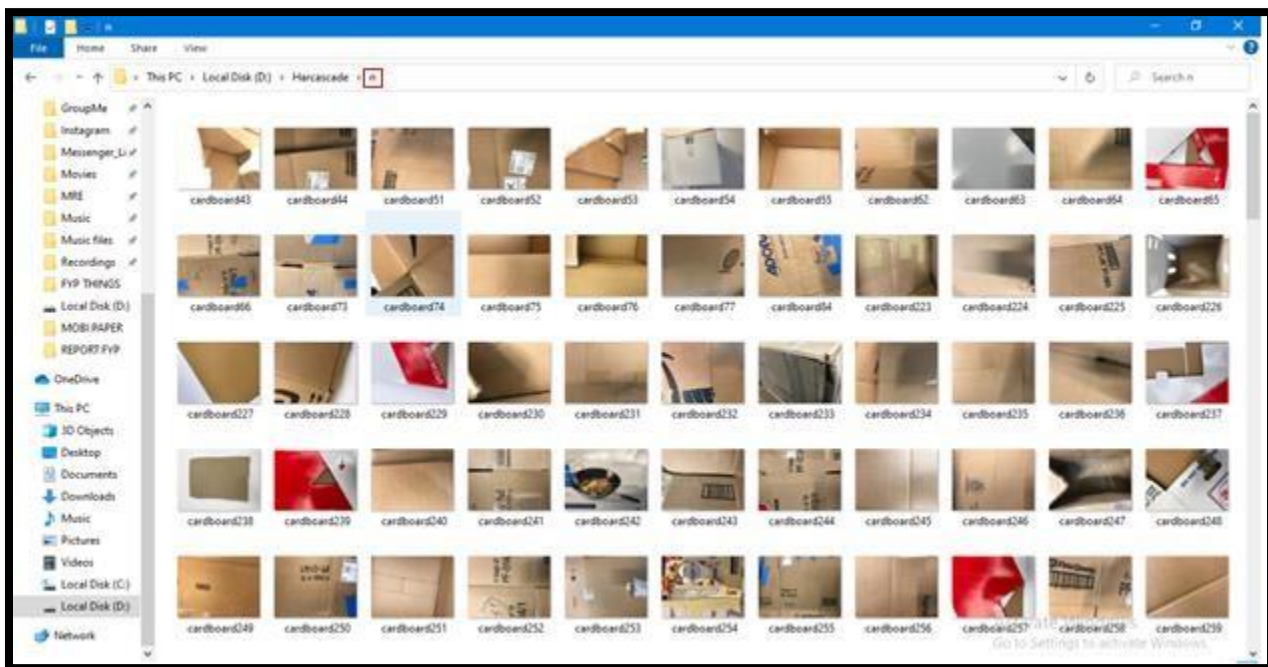 n
File Home Share View
This PC › Local Disk (D:) › Harcascade › n
Search n
GroupMe
Instagram
Messenger_Li
Movies
MRE
Music
Music files
Recordings
FYP THINGS
Local Disk (D:)
MOBI PAPER
REPORT FYP
OneDrive
This PC
3D Objects
Desktop
Documents
Downloads
Music
Pictures
Videos
Local Disk (C:)
Local Disk (D:)
Network
cardboard43 cardboard44 cardboard51 cardboard52 cardboard53 cardboard54 cardboard55 cardboard62 cardboard63 cardboard64 cardboard65
cardboard66 cardboard73 cardboard74 cardboard75 cardboard76 cardboard77 cardboard84 cardboard223 cardboard224 cardboard225 cardboard226
cardboard227 cardboard228 cardboard229 cardboard230 cardboard231 cardboard232 cardboard233 cardboard234 cardboard235 cardboard236 cardboard237
cardboard238 cardboard239 cardboard240 cardboard241 cardboard242 cardboard243 cardboard244 cardboard245 cardboard246 cardboard247 cardboard248
cardboard249 cardboard250 cardboard251 cardboard252 cardboard253 cardboard254 cardboard255 cardboard256 cardboard257 cardboard258 cardboard259
Activate Windows
Go to Settings to activate Windows.